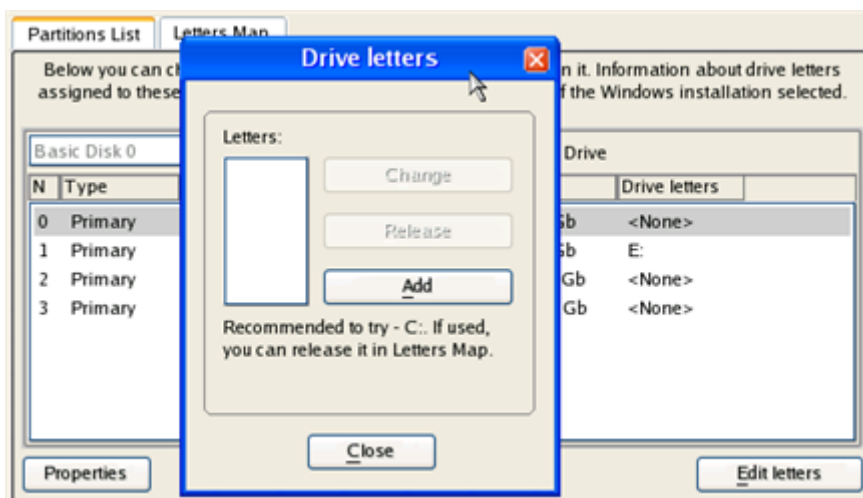 Partitions List Letters Map
Drive letters
Below you can n it. Information about drive letters
assigned to these f the Windows installation selected.
Letters:
Basic Disk 0 Drive
Change
N Type Drive letters
0 Primary Gb <None>
Release
1 Primary Gb E:
2 Primary Gb <None>
Add
3 Primary Gb <None>
Recommended to try - C:. If used,
you can release it in Letters Map.
Close
Properties Edit letters